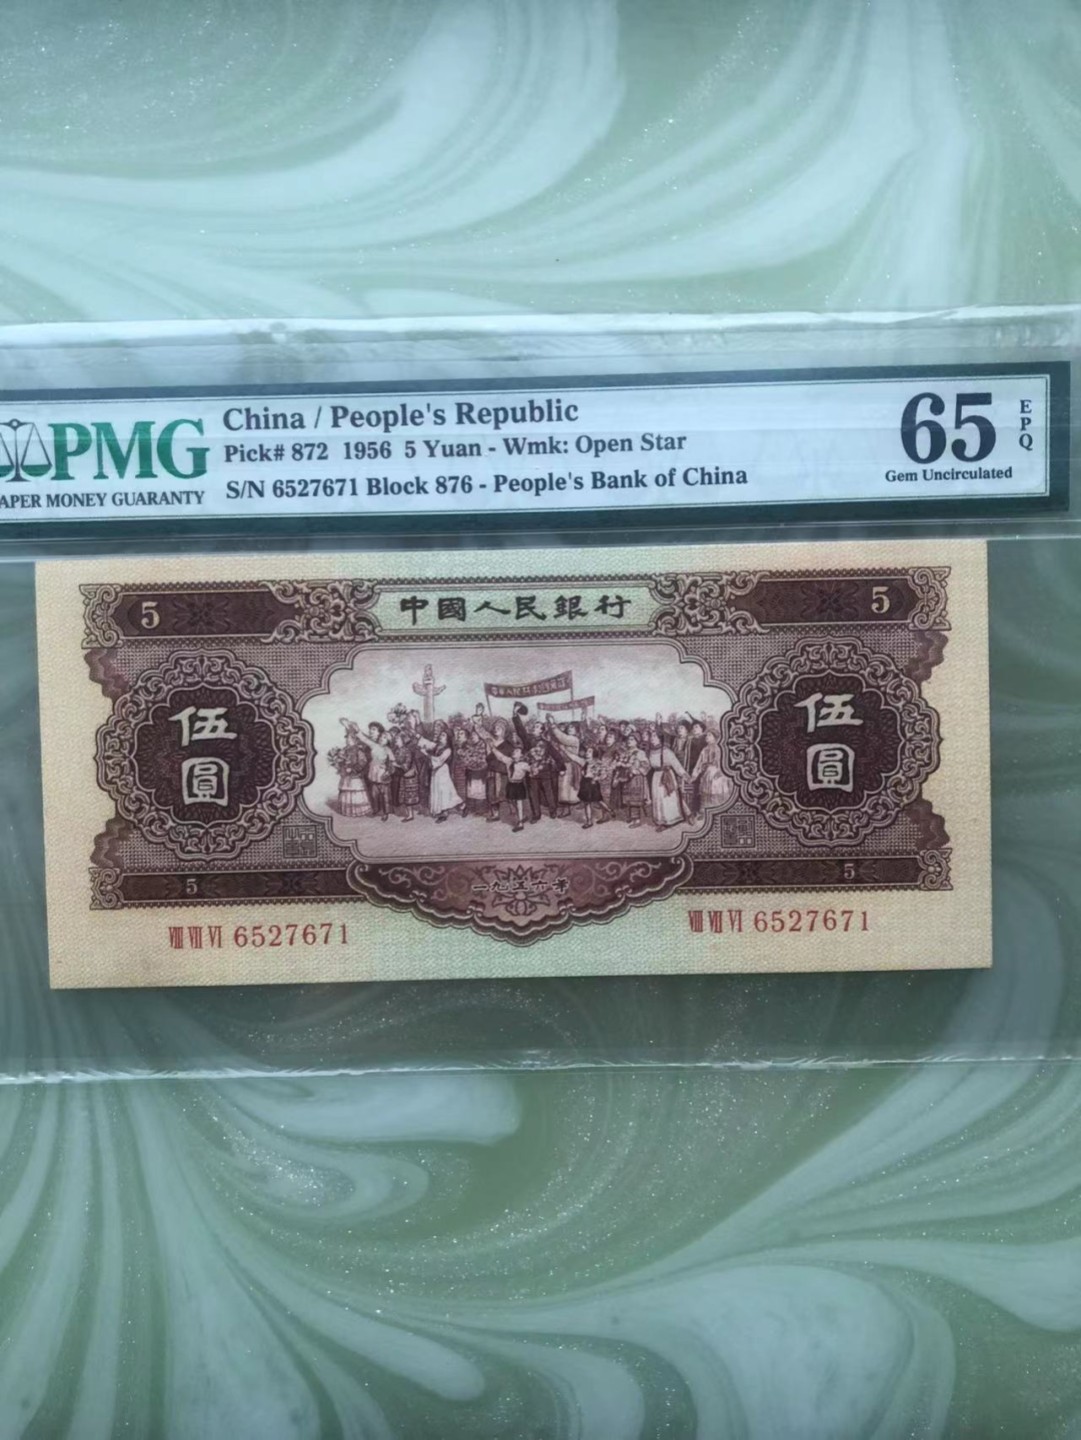 PMG
APER MONEY GUARANTY
China / People's Republic
Pick# 872 1956 5 Yuan - Wmk: Open Star
S/N 6527671 Block 876 - People's Bank of China
65
EPQ
Gem Uncirculated
5
中國人民銀行
5
伍圓
伍圓
5
一九五六年
5
VIII VII VI 6527671
VIII VII VI 6527671